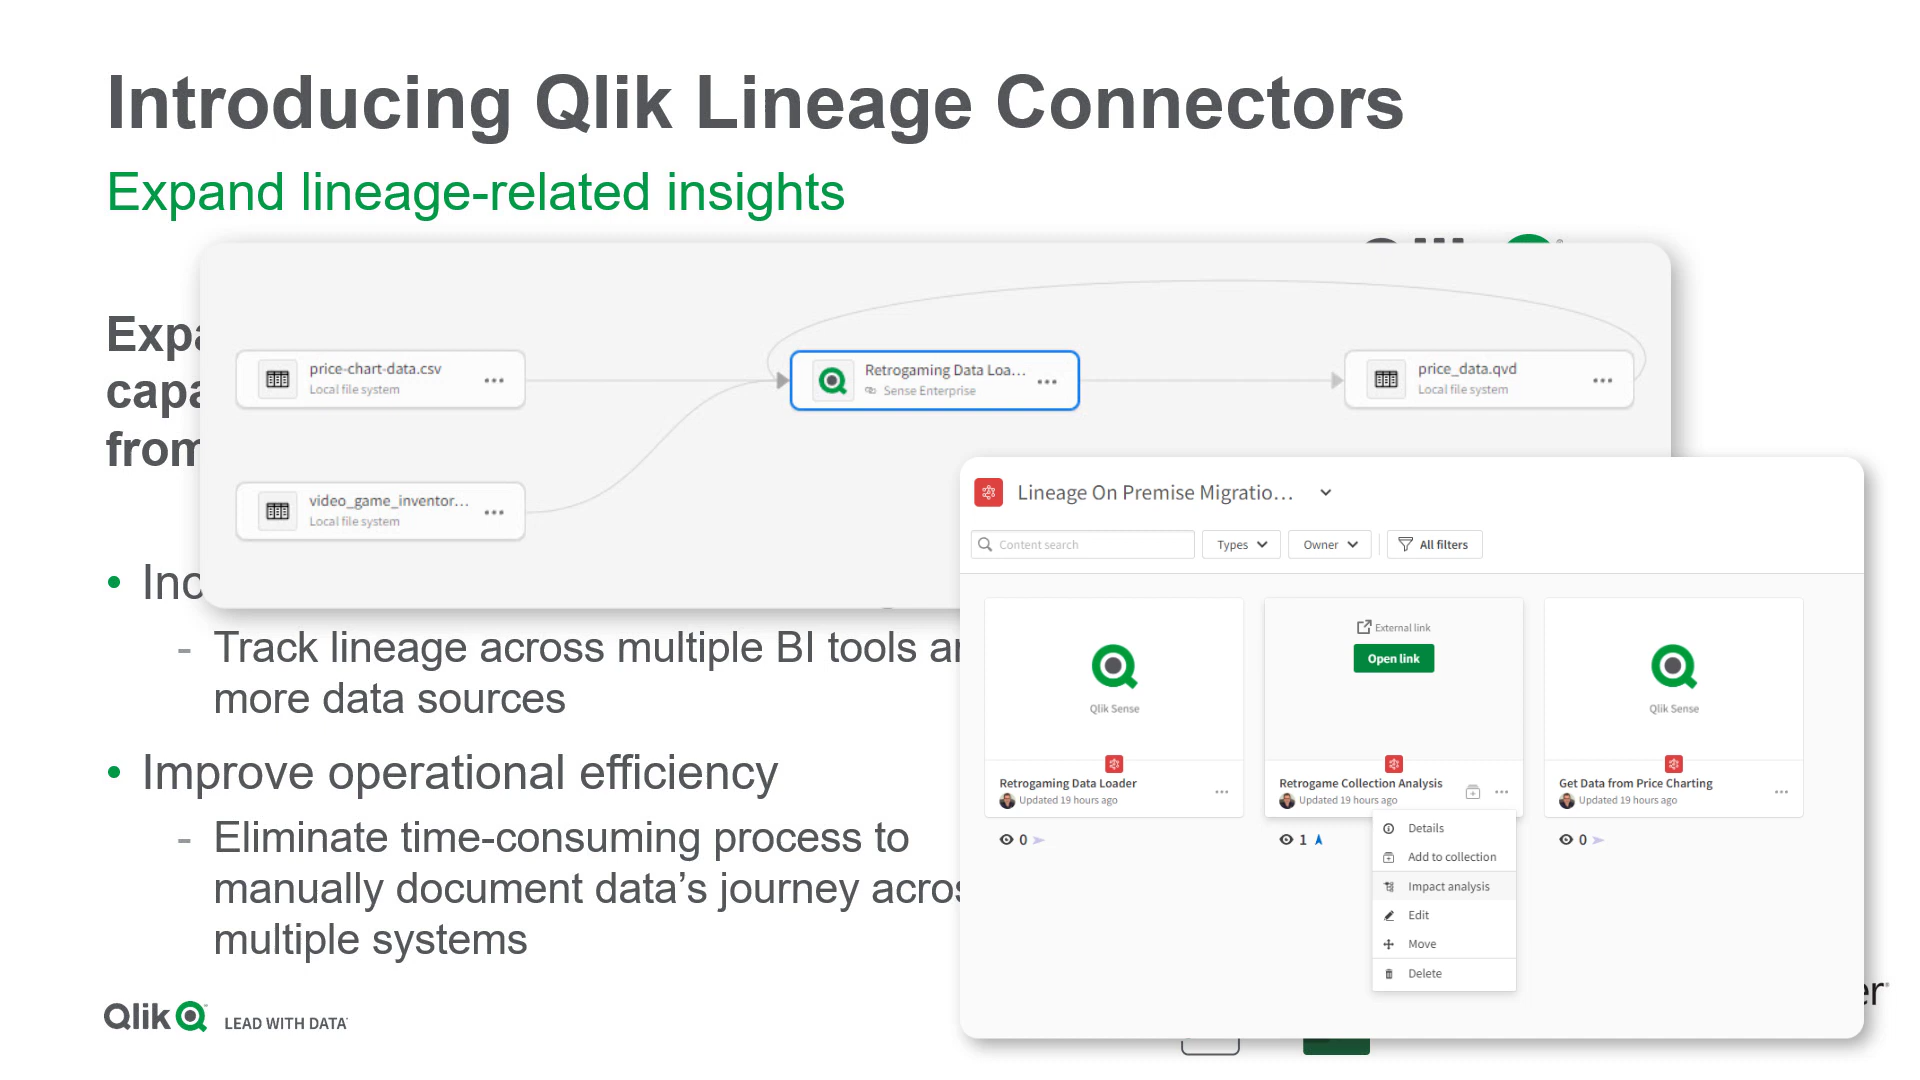 Introducing Qlik Lineage Connectors
Expand lineage-related insights
price-chart-data.csv
Local file system
Retrogaming Data Loa...
Sense Enterprise
price_data.qvd
Local file system
video_game_inventor...
Local file system
Lineage On Premise Migratio...
Content search
Types
Owner
All filters
External link
Open link
Qlik Sense
Qlik Sense
Retrogaming Data Loader
Updated 19 hours ago
Retrogame Collection Analysis
Updated 19 hours ago
Get Data from Price Charting
Updated 19 hours ago
0
1
0
Details
Add to collection
Impact analysis
Edit
Move
Delete
from
- Track lineage across multiple BI tools
more data sources
• Improve operational efficiency
- Eliminate time-consuming process to
manually document data’s journey
multiple systems
Qlik
LEAD WITH DATA